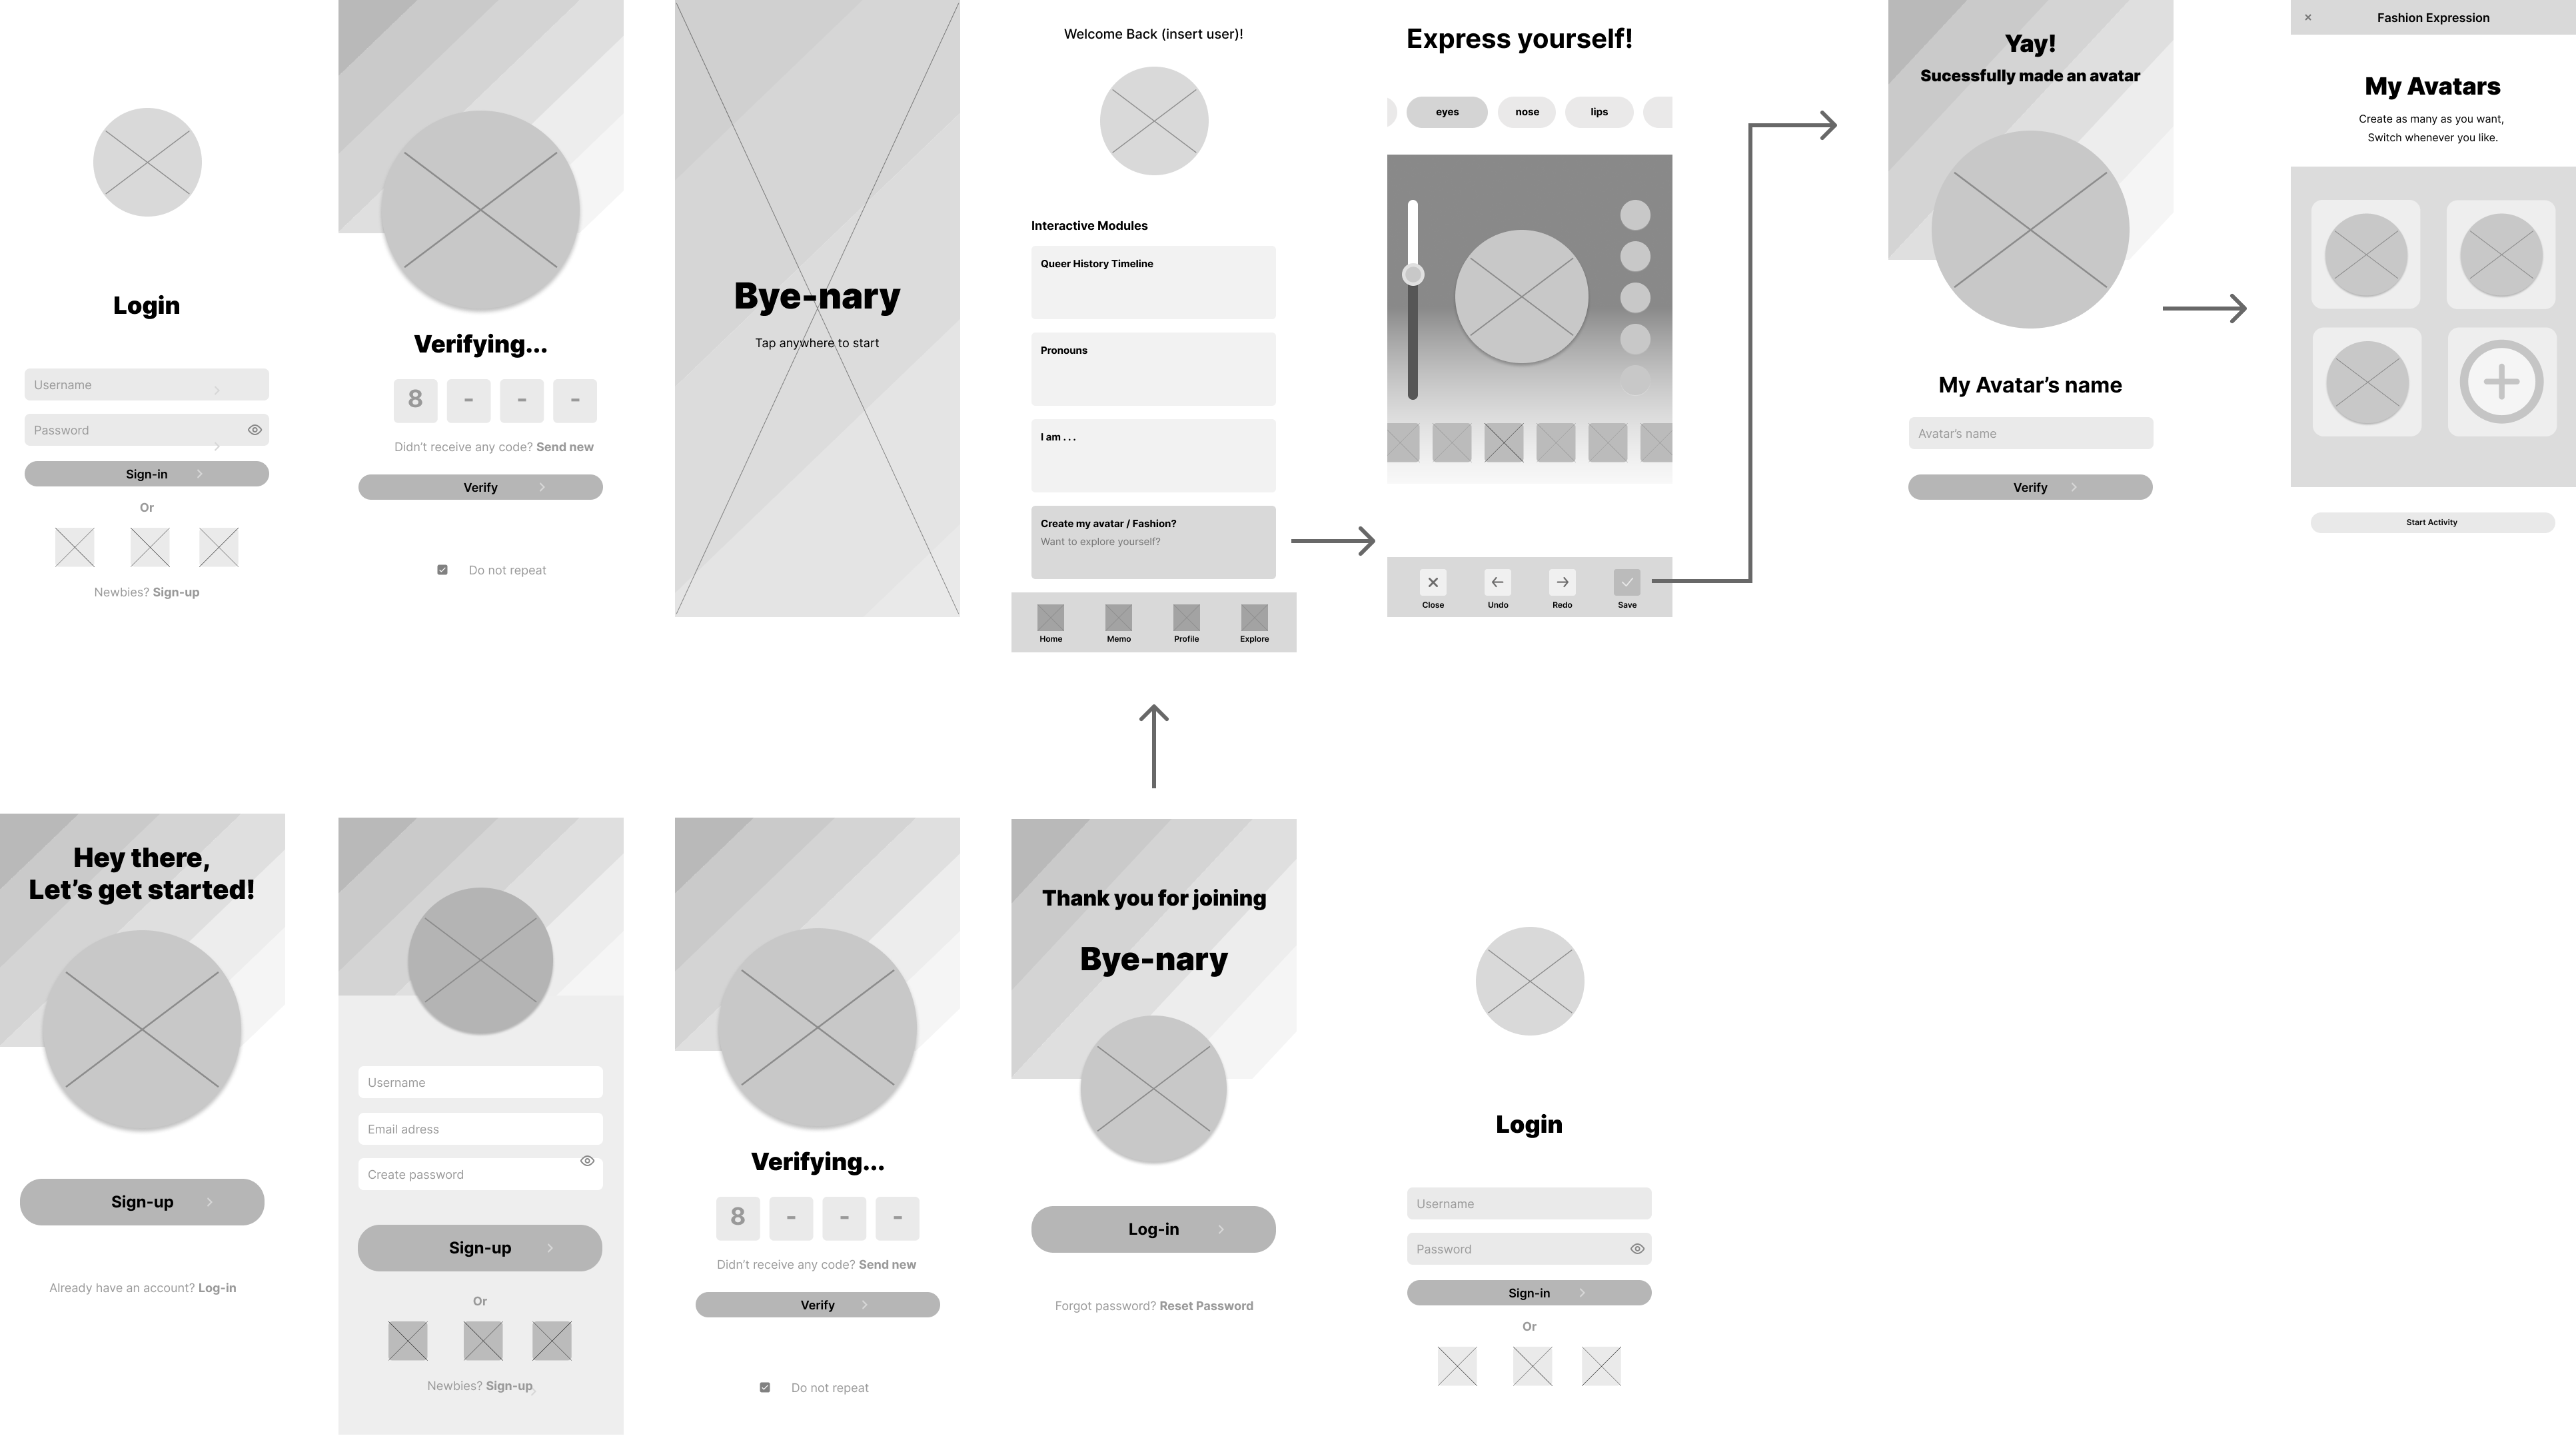 Login
Username
Password
Sign-in
Or
Newbies? Sign-up
Verifying...
8 - - -
Didn't receive any code? Send new
Verify
Do not repeat
Bye-nary
Tap anywhere to start
Welcome Back (insert user)!
Interactive Modules
Queer History Timeline
Pronouns
I am . . .
Create my avatar / Fashion?
Want to explore yourself?
Home Memo Profile Explore
Express yourself!
eyes nose lips
Close Undo Redo Save
Yay!
Sucessfully made an avatar
My Avatar's name
Avatar's name
Verify
Fashion Expression
My Avatars
Create as many as you want,
Switch whenever you like.
Start Activity
Hey there,
Let's get started!
Sign-up
Already have an account? Log-in
Username
Email adress
Create password
Sign-up
Or
Newbies? Sign-up
Verifying...
8 - - -
Didn't receive any code? Send new
Verify
Do not repeat
Thank you for joining
Bye-nary
Log-in
Forgot password? Reset Password
Login
Username
Password
Sign-in
Or